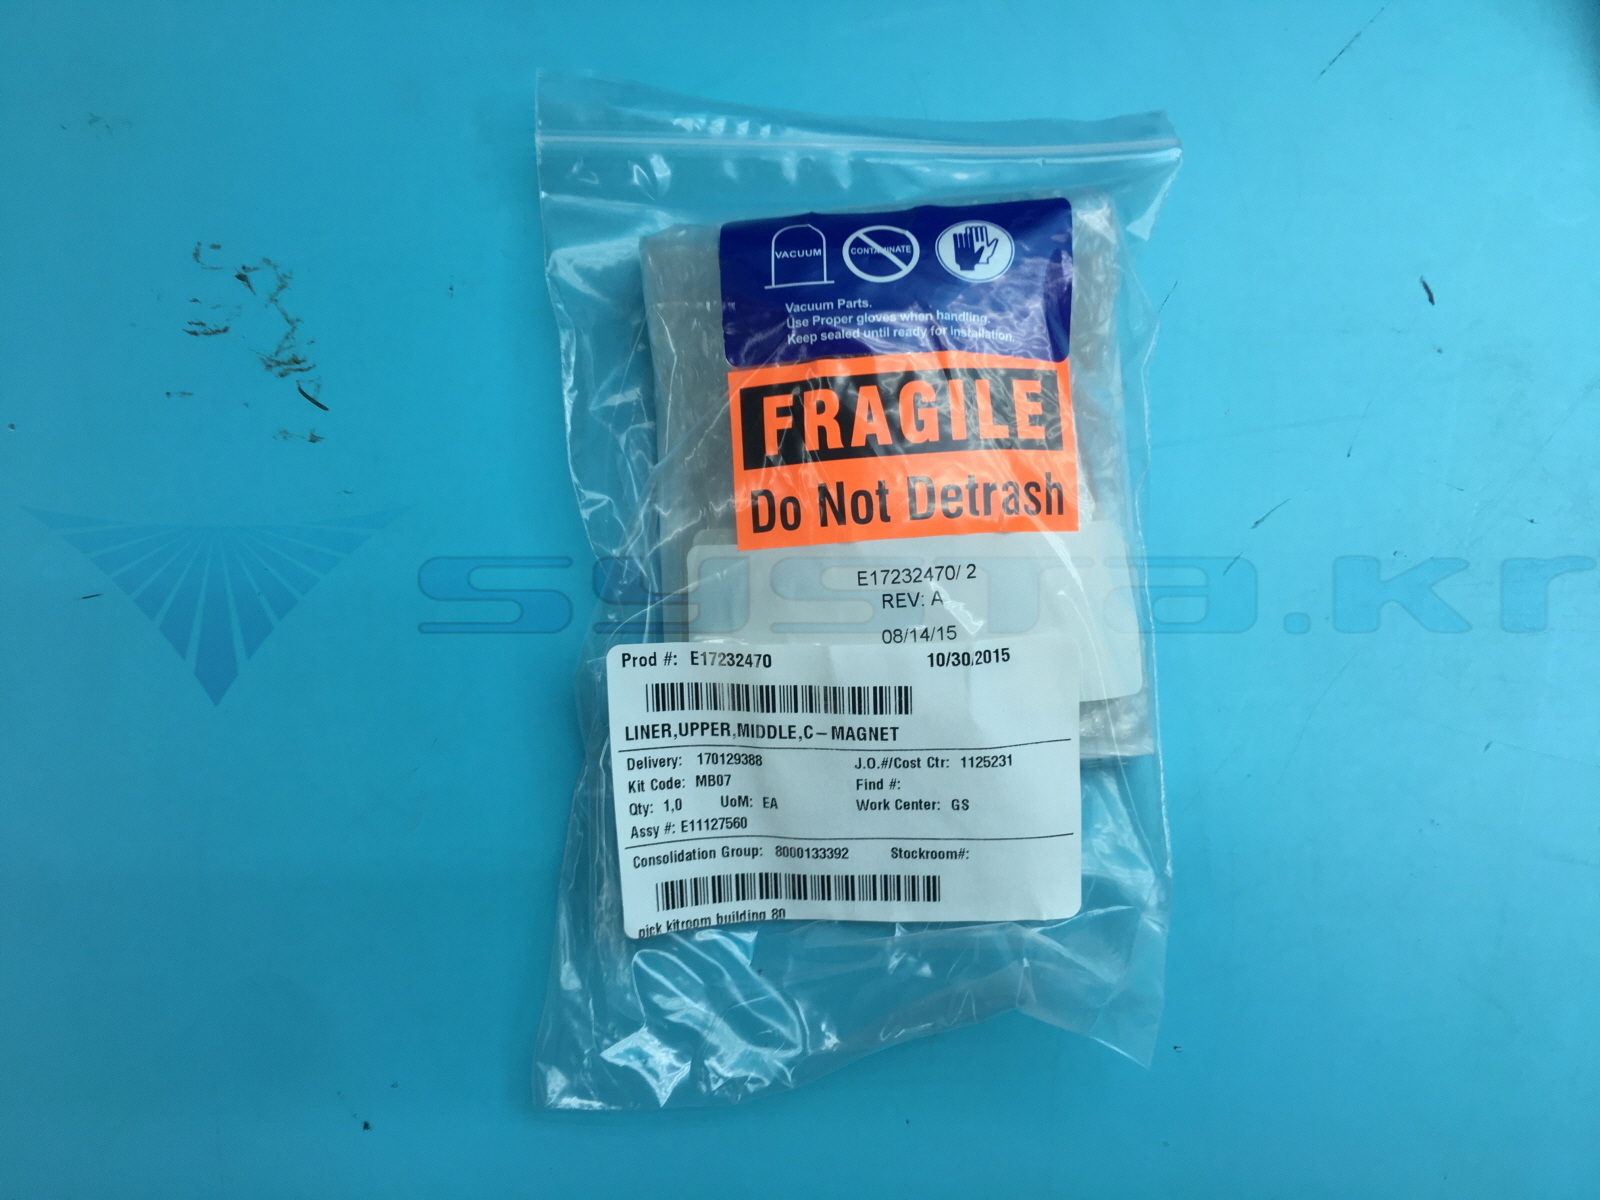 VACUUM
CONTAMINATE
Vacuum Parts.
Use Proper gloves when handling.
Keep sealed until ready for installation.
FRAGILE
Do Not Detrash
E17232470/ 2
REV: A
08/14/15
Prod #: E17232470 10/30/2015
LINER,UPPER,MIDDLE,C-MAGNET
Delivery: 170129388 J.O.#/Cost Ctr: 1125231
Kit Code: MB07 Find #:
Qty: 1,0 UoM: EA Work Center: GS
Assy #: E11127560
Consolidation Group: 8000133392 Stockroom#:
pick kitroom building 80
systa.kr